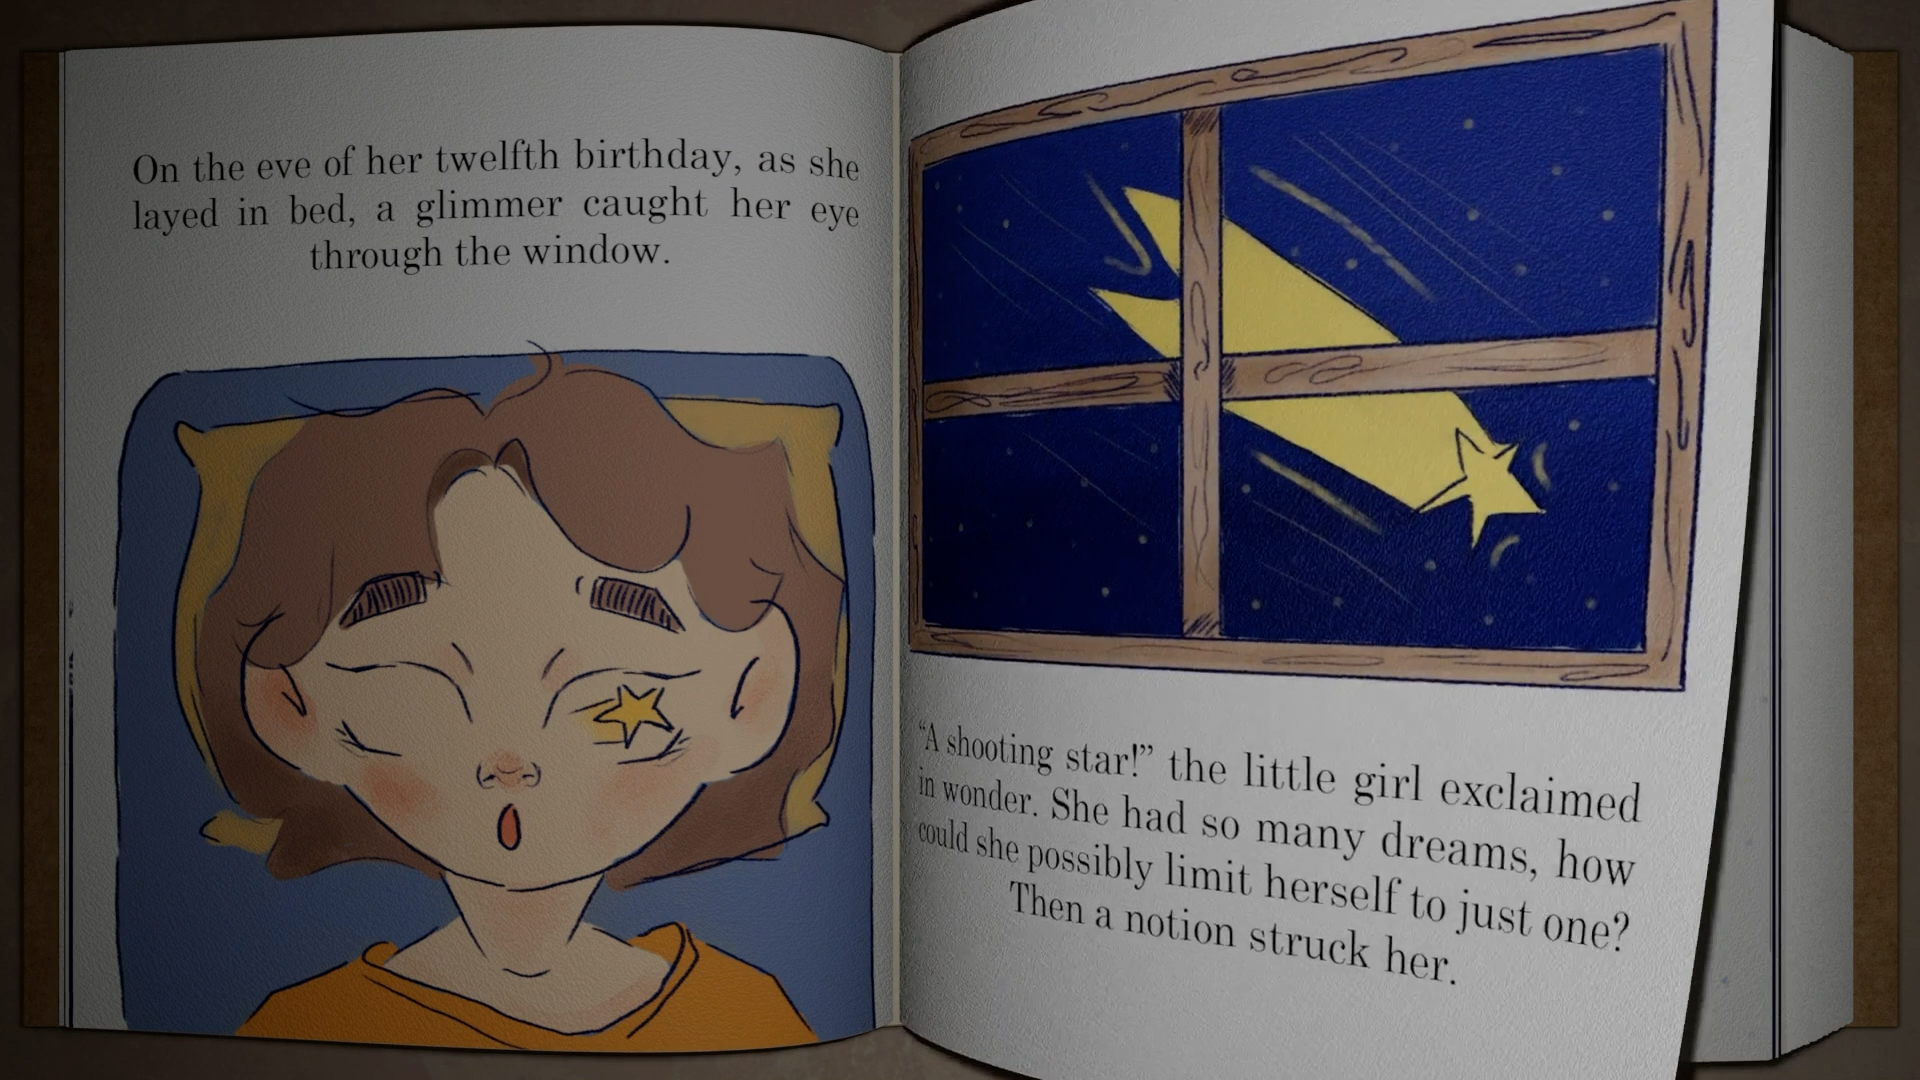 On the eve of her twelfth birthday, as she
layed in bed, a glimmer caught her eye
through the window.
“A shooting star!” the little girl exclaimed
in wonder. She had so many dreams, how
could she possibly limit herself to just one?
Then a notion struck her.